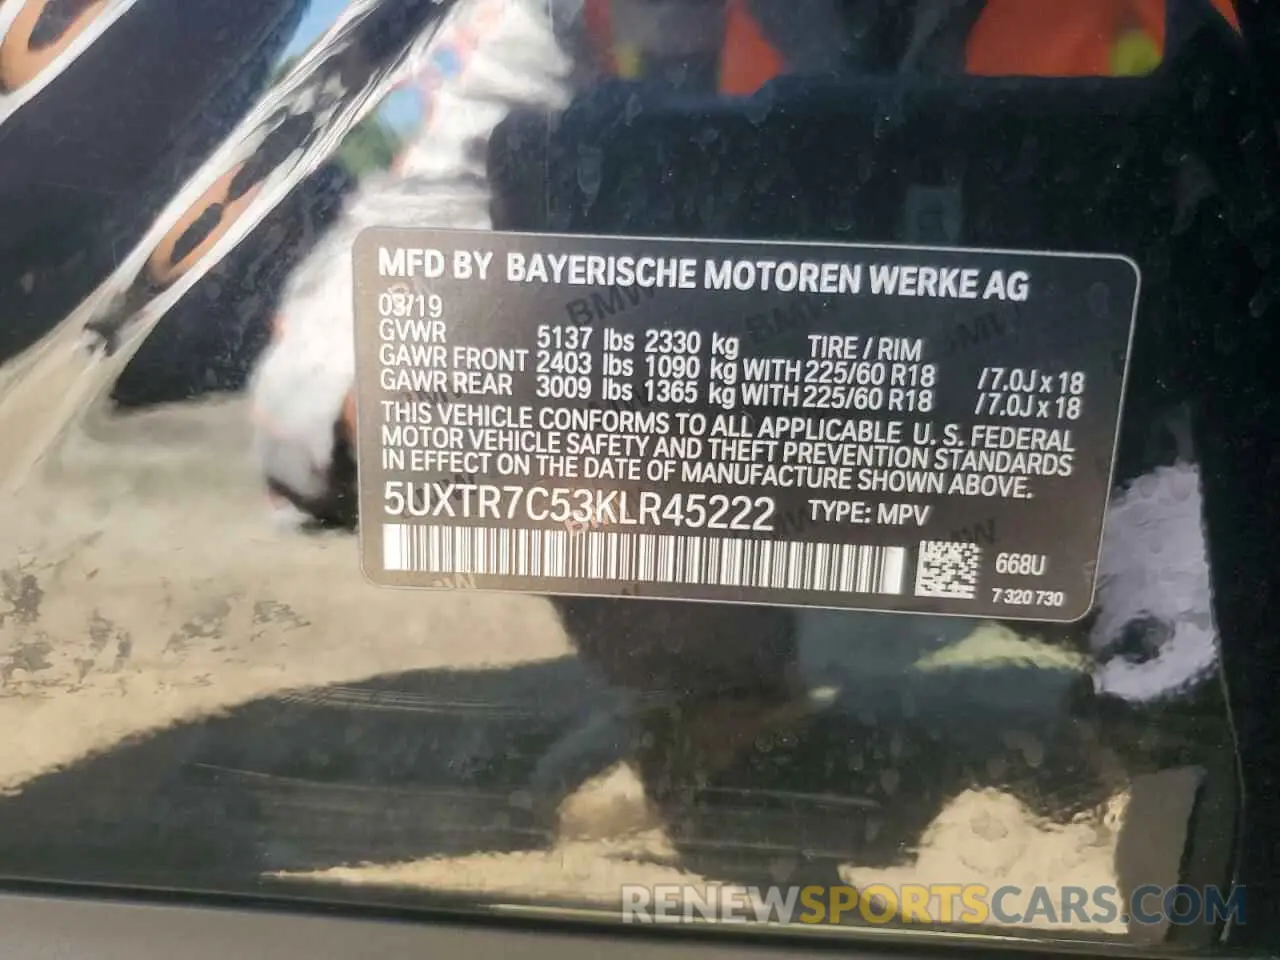 MFD BY BAYERISCHE MOTOREN WERKE AG
03/19
GVWR 5137 lbs 2330 kg TIRE / RIM
GAWR FRONT 2403 lbs 1090 kg WITH 225/60 R18 / 7.0J x 18
GAWR REAR 3009 lbs 1365 kg WITH 225/60 R18 / 7.0J x 18
THIS VEHICLE CONFORMS TO ALL APPLICABLE U. S. FEDERAL
MOTOR VEHICLE SAFETY AND THEFT PREVENTION STANDARDS
IN EFFECT ON THE DATE OF MANUFACTURE SHOWN ABOVE.
5UXTR7C53KLR45222 TYPE: MPV
668U
7 320 730
RENEWSPORTSCARS.COM